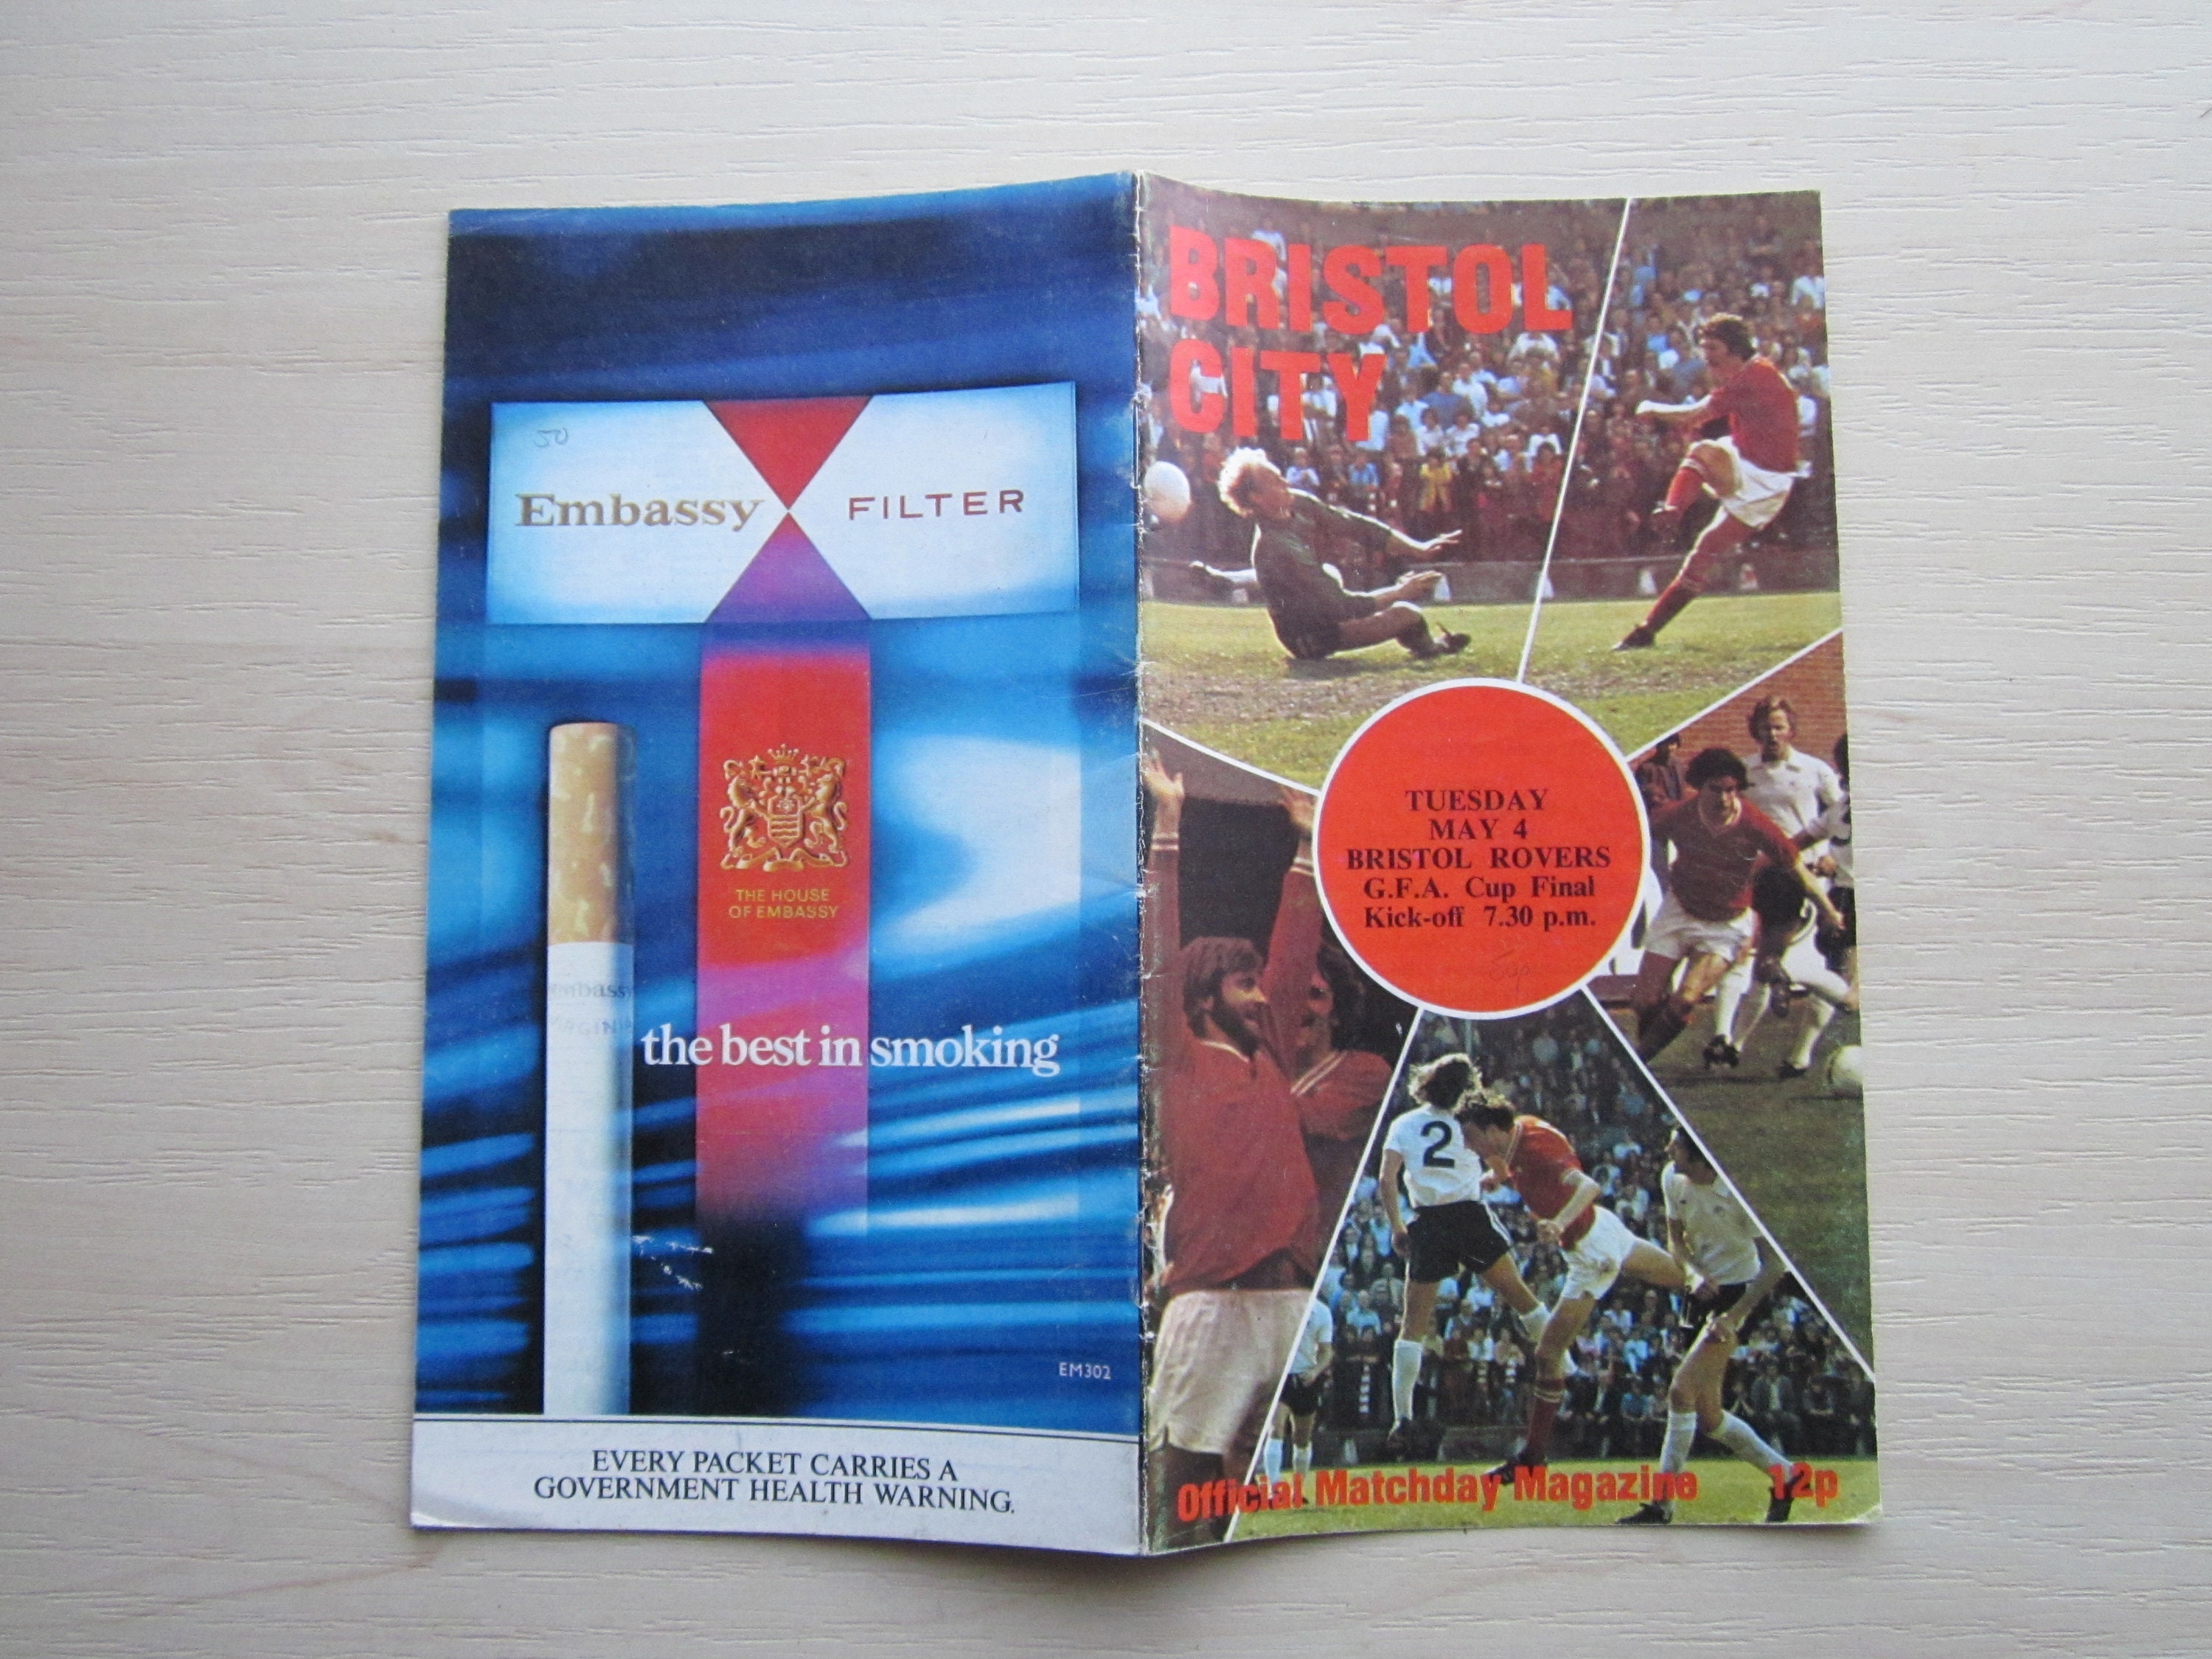 50
Embassy FILTER
THE HOUSE
OF EMBASSY
the best in smoking
EM302
EVERY PACKET CARRIES A
GOVERNMENT HEALTH WARNING.
BRISTOL
CITY
TUESDAY
MAY 4
BRISTOL ROVERS
G.F.A. Cup Final
Kick-off 7.30 p.m.
50p
2
Official Matchday Magazine 12p